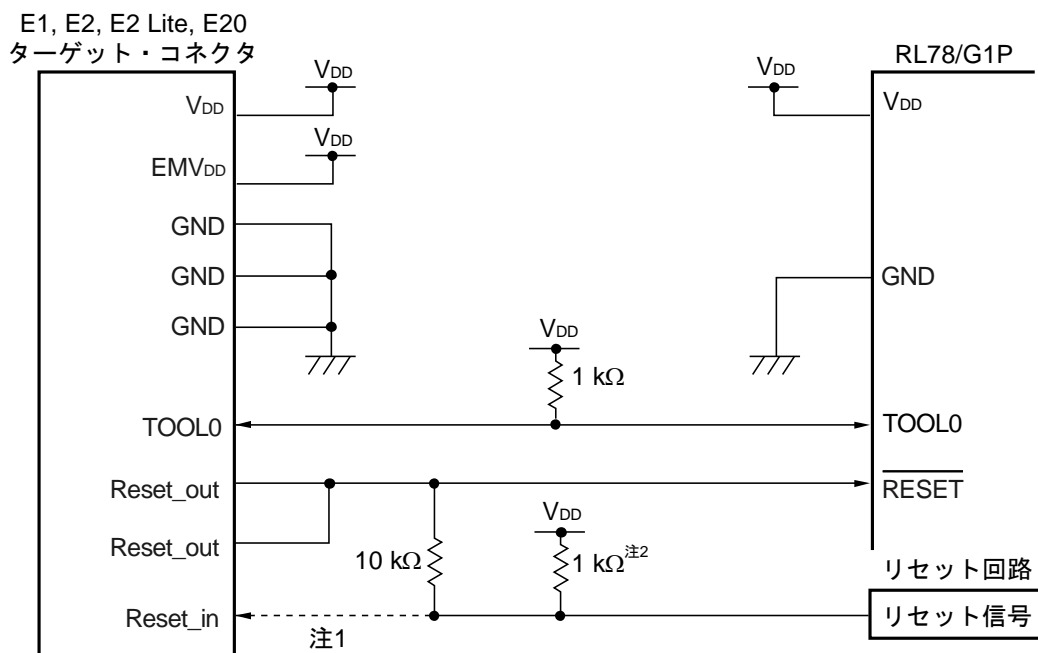 E1, E2, E2 Lite, E20
ターゲット・コネクタ
RL78/G1P
VDD
VDD
VDD
VDD
EMVDD
VDD
GND
GND
GND
GND
VDD
1 kΩ
TOOL0
TOOL0
Reset_out
RESET
Reset_out
VDD
10 kΩ
1 kΩ注2
リセット回路
Reset_in
注1
リセット信号